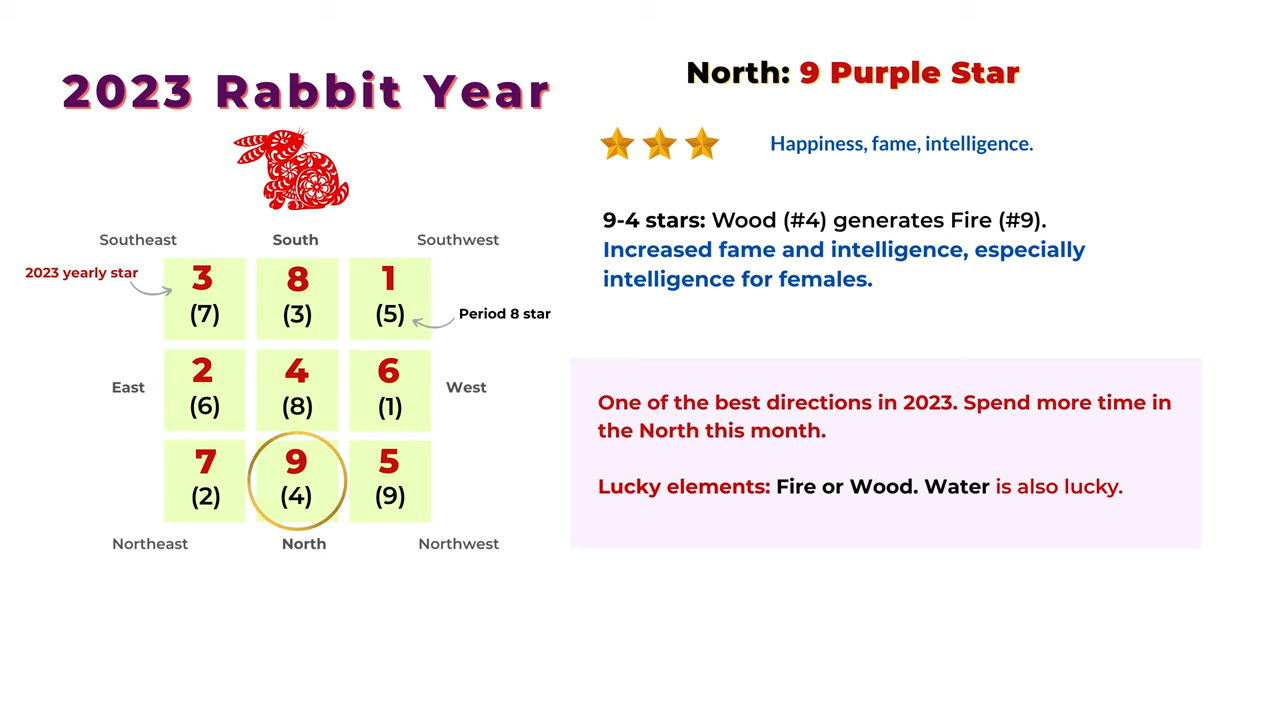 2023 Rabbit Year
Southeast South Southwest
2023 yearly star
3 8 1
(7) (3) (5)
Period 8 star
2 4 6
East West
(6) (8) (1)
7 9 5
(2) (4) (9)
Northeast North Northwest
North: 9 Purple Star
Happiness, fame, intelligence.
9-4 stars: Wood (#4) generates Fire (#9).
Increased fame and intelligence, especially
intelligence for females.
One of the best directions in 2023. Spend more time in
the North this month.
Lucky elements: Fire or Wood. Water is also lucky.